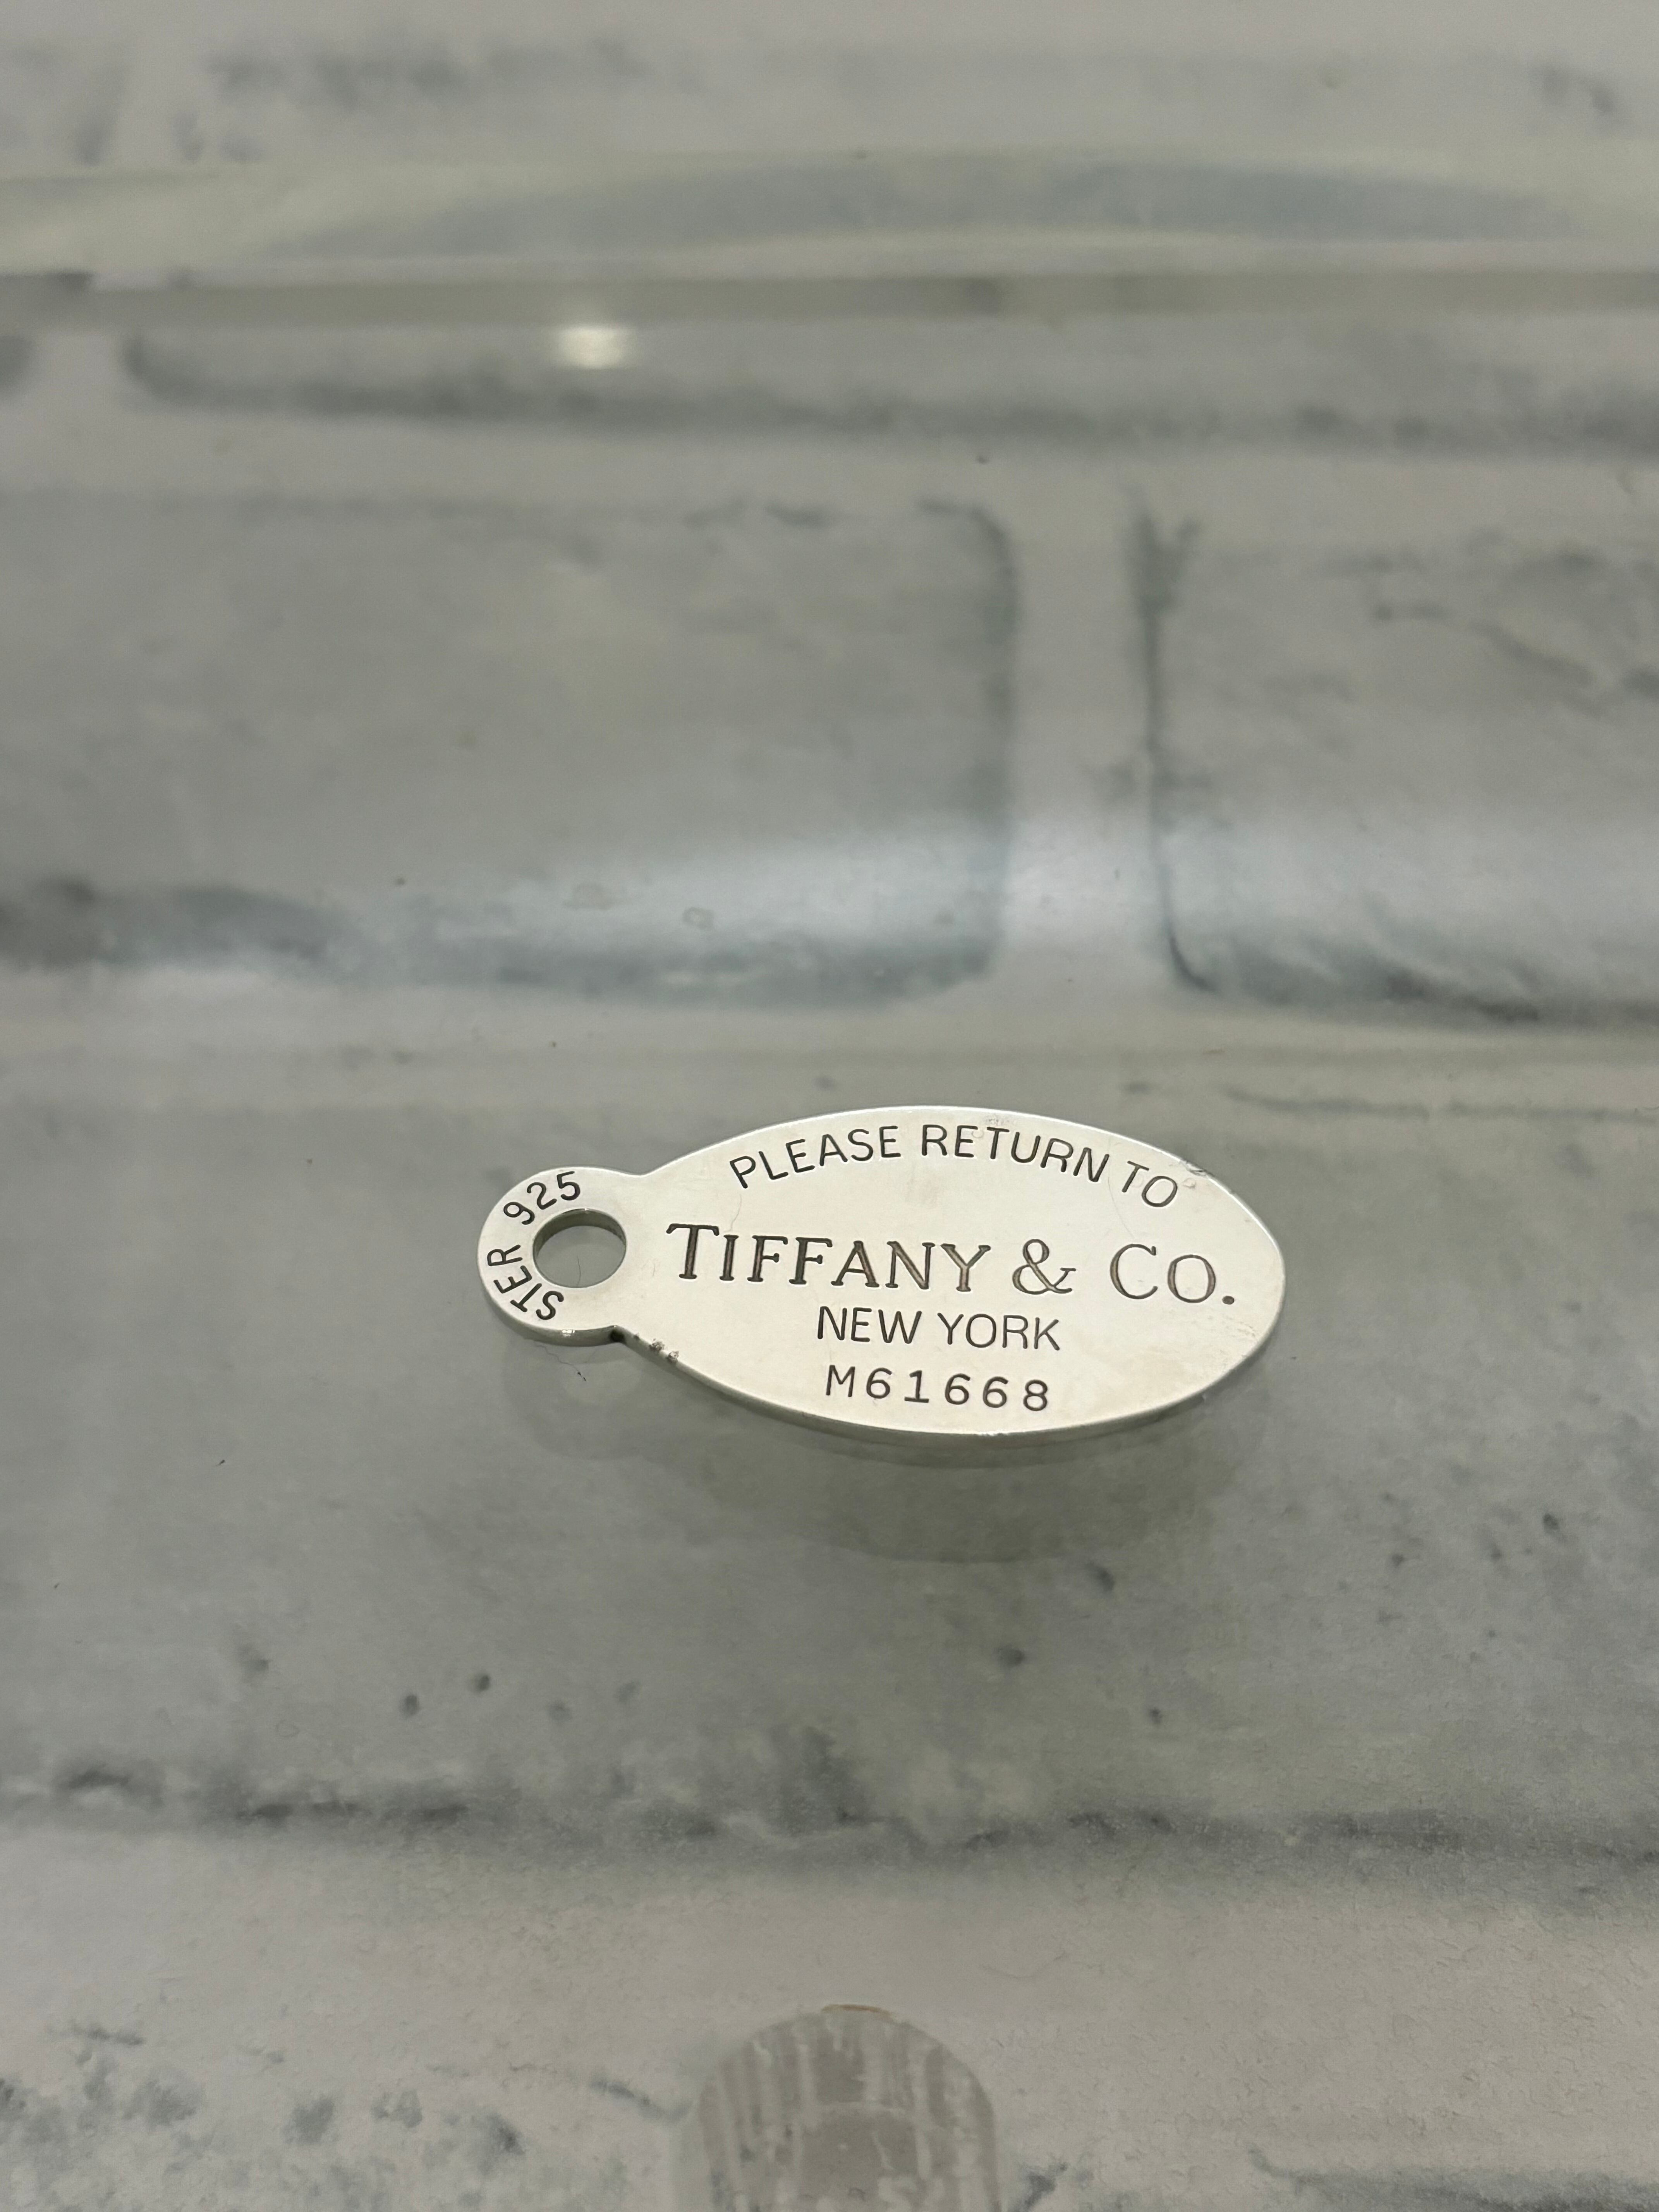 STER 925
PLEASE RETURN TO
TIFFANY & CO.
NEW YORK
M61668